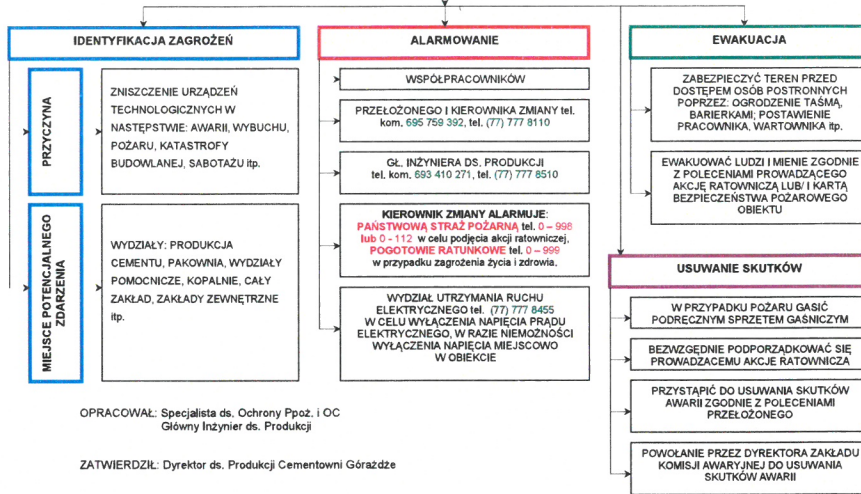 IDENTYFIKACJA ZAGROŻEŃ
PRZYCZYNA
ZNISZCZENIE URZĄDZEŃ
TECHNOLOGICZNYCH W
NASTĘPSTWIE: AWARII, WYBUCHU,
POŻARU, KATASTROFY
BUDOWLANEJ, SABOTAŻU itp.
MIEJSCE POTENCJALNEGO
ZDARZENIA
WYDZIAŁY: PRODUKCJA
CEMENTU, PAKOWNIA, WYDZIAŁY
POMOCNICZE, KOPALNIE, CAŁY
ZAKŁAD, ZAKŁADY ZEWNĘTRZNE
itp.
ALARMOWANIE
WSPÓŁPRACOWNIKÓW
PRZEŁOŻONEGO I KIEROWNIKA ZMIANY tel.
kom. 695 759 392, tel. (77) 777 8110
GŁ. INŻYNIERA DS. PRODUKCJI
tel. kom. 693 410 271, tel. (77) 777 8510
KIEROWNIK ZMIANY ALARMUJE:
PAŃSTWOWĄ STRAŻ POŻARNĄ tel. 0 – 998
lub 0 - 112 w celu podjęcia akcji ratowniczej,
POGOTOWIE RATUNKOWE tel. 0 – 999
w przypadku zagrożenia życia i zdrowia.
WYDZIAŁ UTRZYMANIA RUCHU
ELEKTRYCZNEGO tel. (77) 777 8455
W CELU WYŁĄCZENIA NAPIĘCIA PRĄDU
ELEKTRYCZNEGO, W RAZIE NIEMOŻNOŚCI
WYŁĄCZENIA NAPIĘCIA MIEJSCOWO
W OBIEKCIE
EWAKUACJA
ZABEZPIECZYĆ TEREN PRZED
DOSTĘPEM OSÓB POSTRONNYCH
POPRZEZ: OGRODZENIE TAŚMĄ,
BARIERKAMI; POSTAWIENIE
PRACOWNIKA, WARTOWNIKA itp.
EWAKUOWAĆ LUDZI I MIENIE ZGODNIE
Z POLECENIAMI PROWADZĄCEGO
AKCJĘ RATOWNICZĄ LUB/ I KARTĄ
BEZPIECZEŃSTWA POŻAROWEGO
OBIEKTU
USUWANIE SKUTKÓW
W PRZYPADKU POŻARU GASIĆ
PODRĘCZNYM SPRZĘTEM GAŚNICZYM
BEZWZGLĘDNIE PODPORZĄDKOWAĆ SIĘ
PROWADZACEMU AKCJE RATOWNICZA
PRZYSTĄPIĆ DO USUWANIA SKUTKÓW
AWARII ZGODNIE Z POLECENIAMI
PRZEŁOŻONEGO
POWOŁANIE PRZEZ DYREKTORA ZAKŁADU
KOMISJI AWARYJNEJ DO USUWANIA
SKUTKÓW AWARII
OPRACOWAŁ: Specjalista ds. Ochrony Ppoż. i OC
Główny Inżynier ds. Produkcji
ZATWIERDZIŁ: Dyrektor ds. Produkcji Cementowni Górażdże